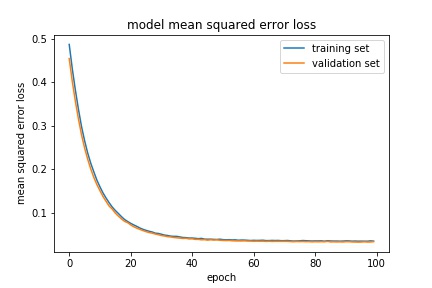 model mean squared error loss
training set
validation set
mean squared error loss
0.5
0.4
0.3
0.2
0.1
0 20 40 60 80 100
epoch